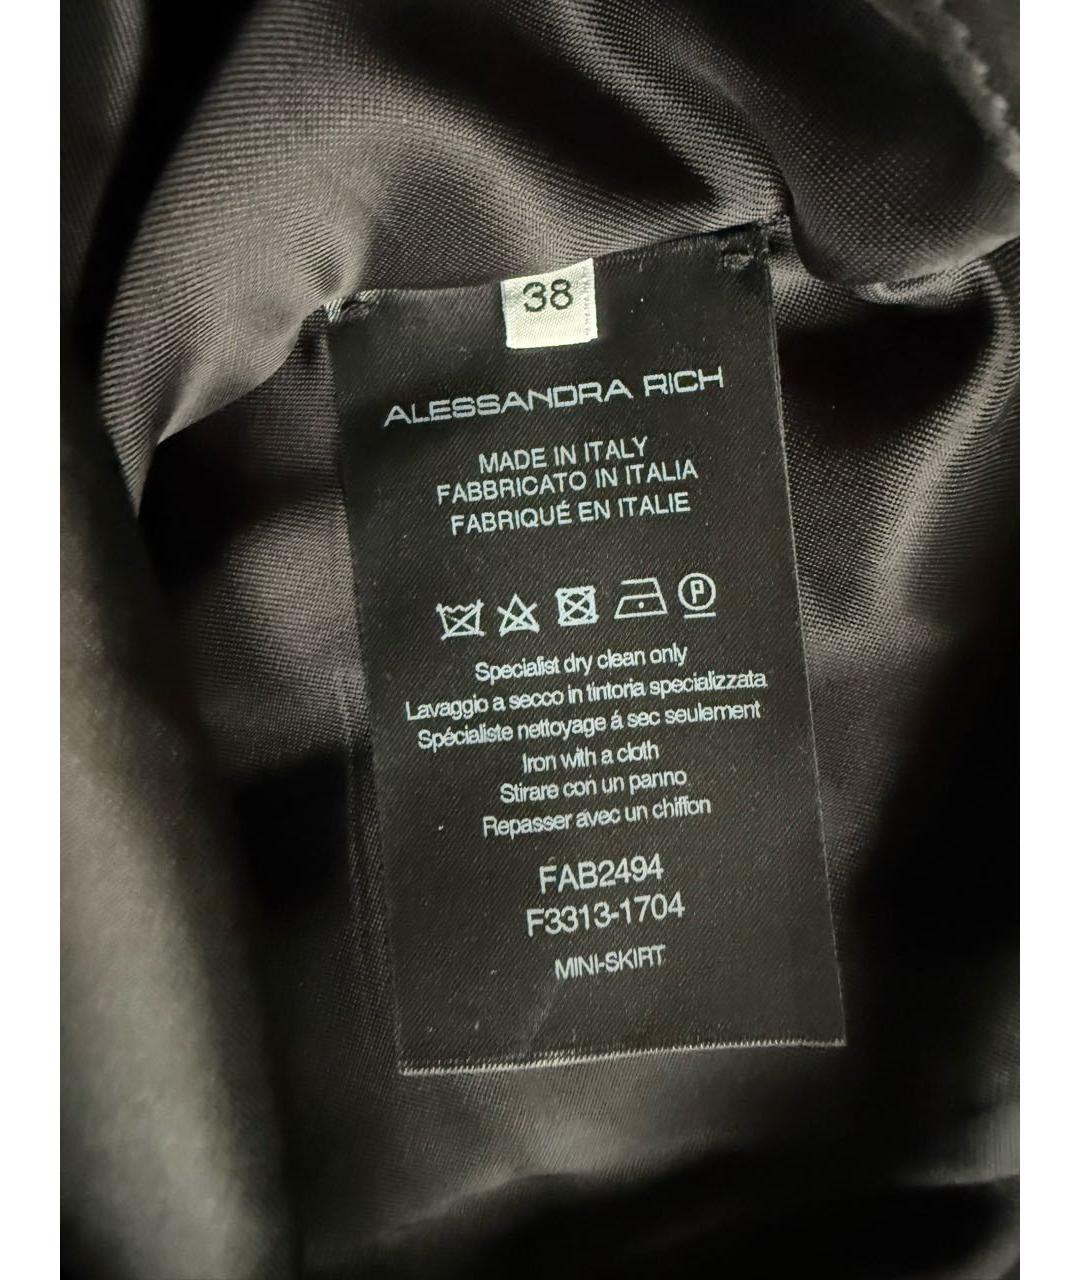 38
ALESSANDRA RICH
MADE IN ITALY
FABBRICATO IN ITALIA
FABRIQUÉ EN ITALIE
P
Specialist dry clean only
Lavaggio a secco in tintoria specializzata
Spécialiste nettoyage á sec seulement
Iron with a cloth
Stirare con un panno
Repasser avec un chiffon
FAB2494
F3313-1704
MINI-SKIRT